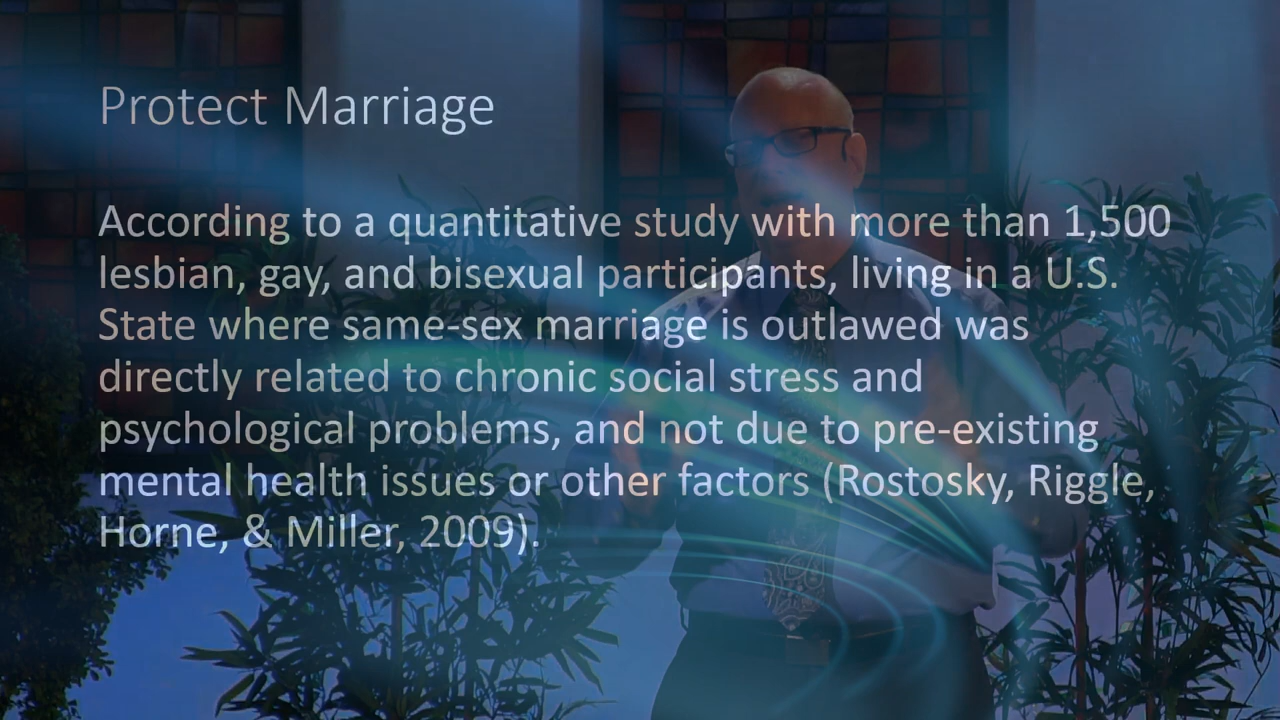 Protect Marriage
According to a quantitative study with more than 1,500
lesbian, gay, and bisexual participants, living in a U.S.
State where same-sex marriage is outlawed was
directly related to chronic social stress and
psychological problems, and not due to pre-existing
mental health issues or other factors (Rostosky, Riggle,
Horne, & Miller, 2009).